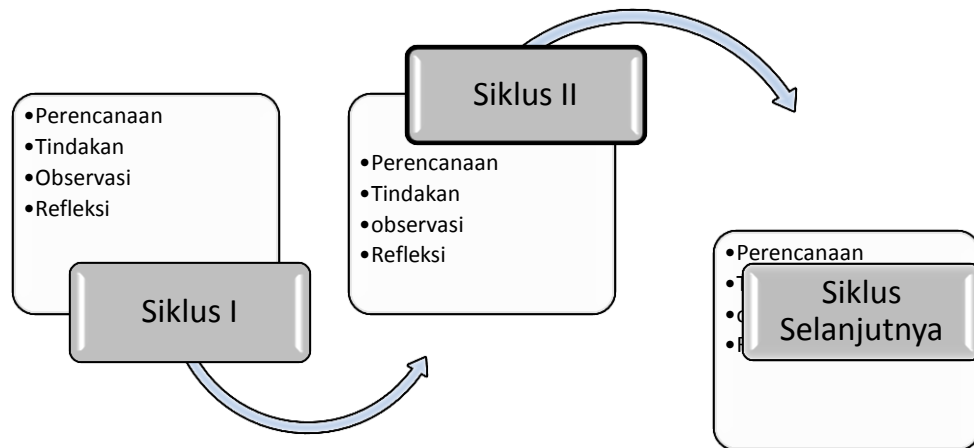 •Perencanaan
•Tindakan
•Observasi
•Refleksi
Siklus I
Siklus II
•Perencanaan
•Tindakan
•observasi
•Refleksi
•Perencanaan
Siklus
Selanjutnya